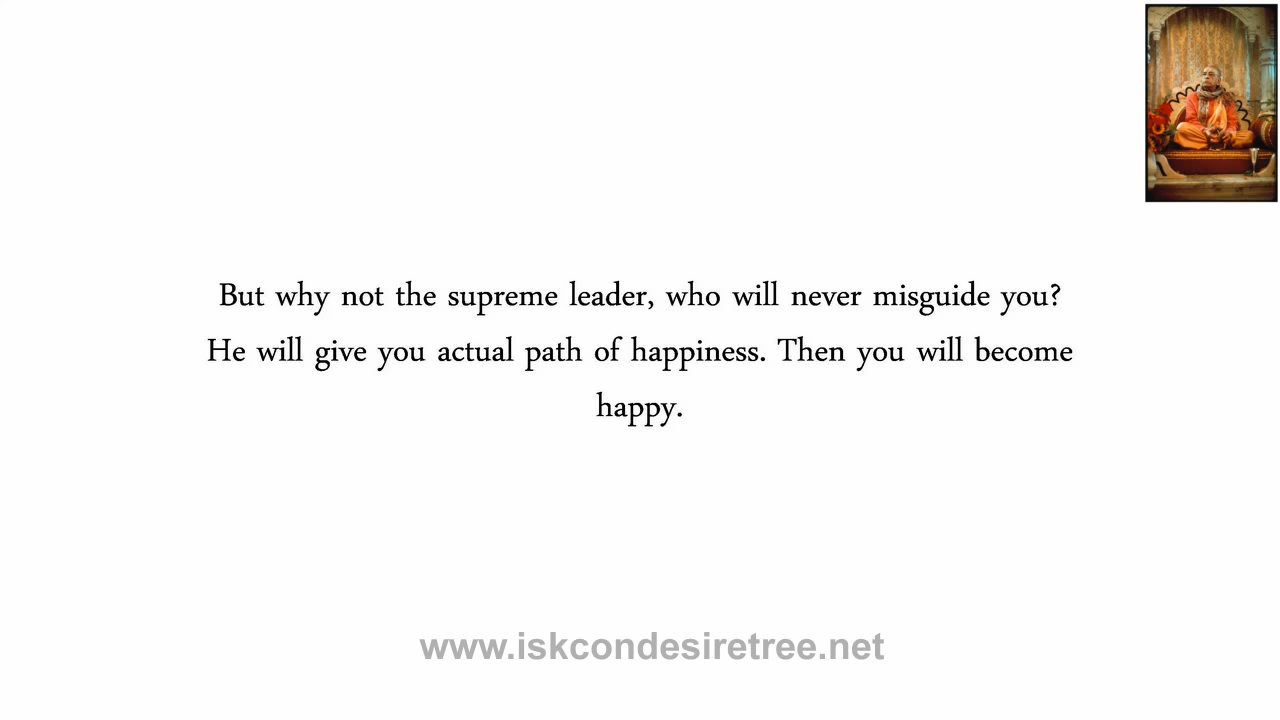 But why not the supreme leader, who will never misguide you?
He will give you actual path of happiness. Then you will become
happy.
www.iskcondesiretree.net